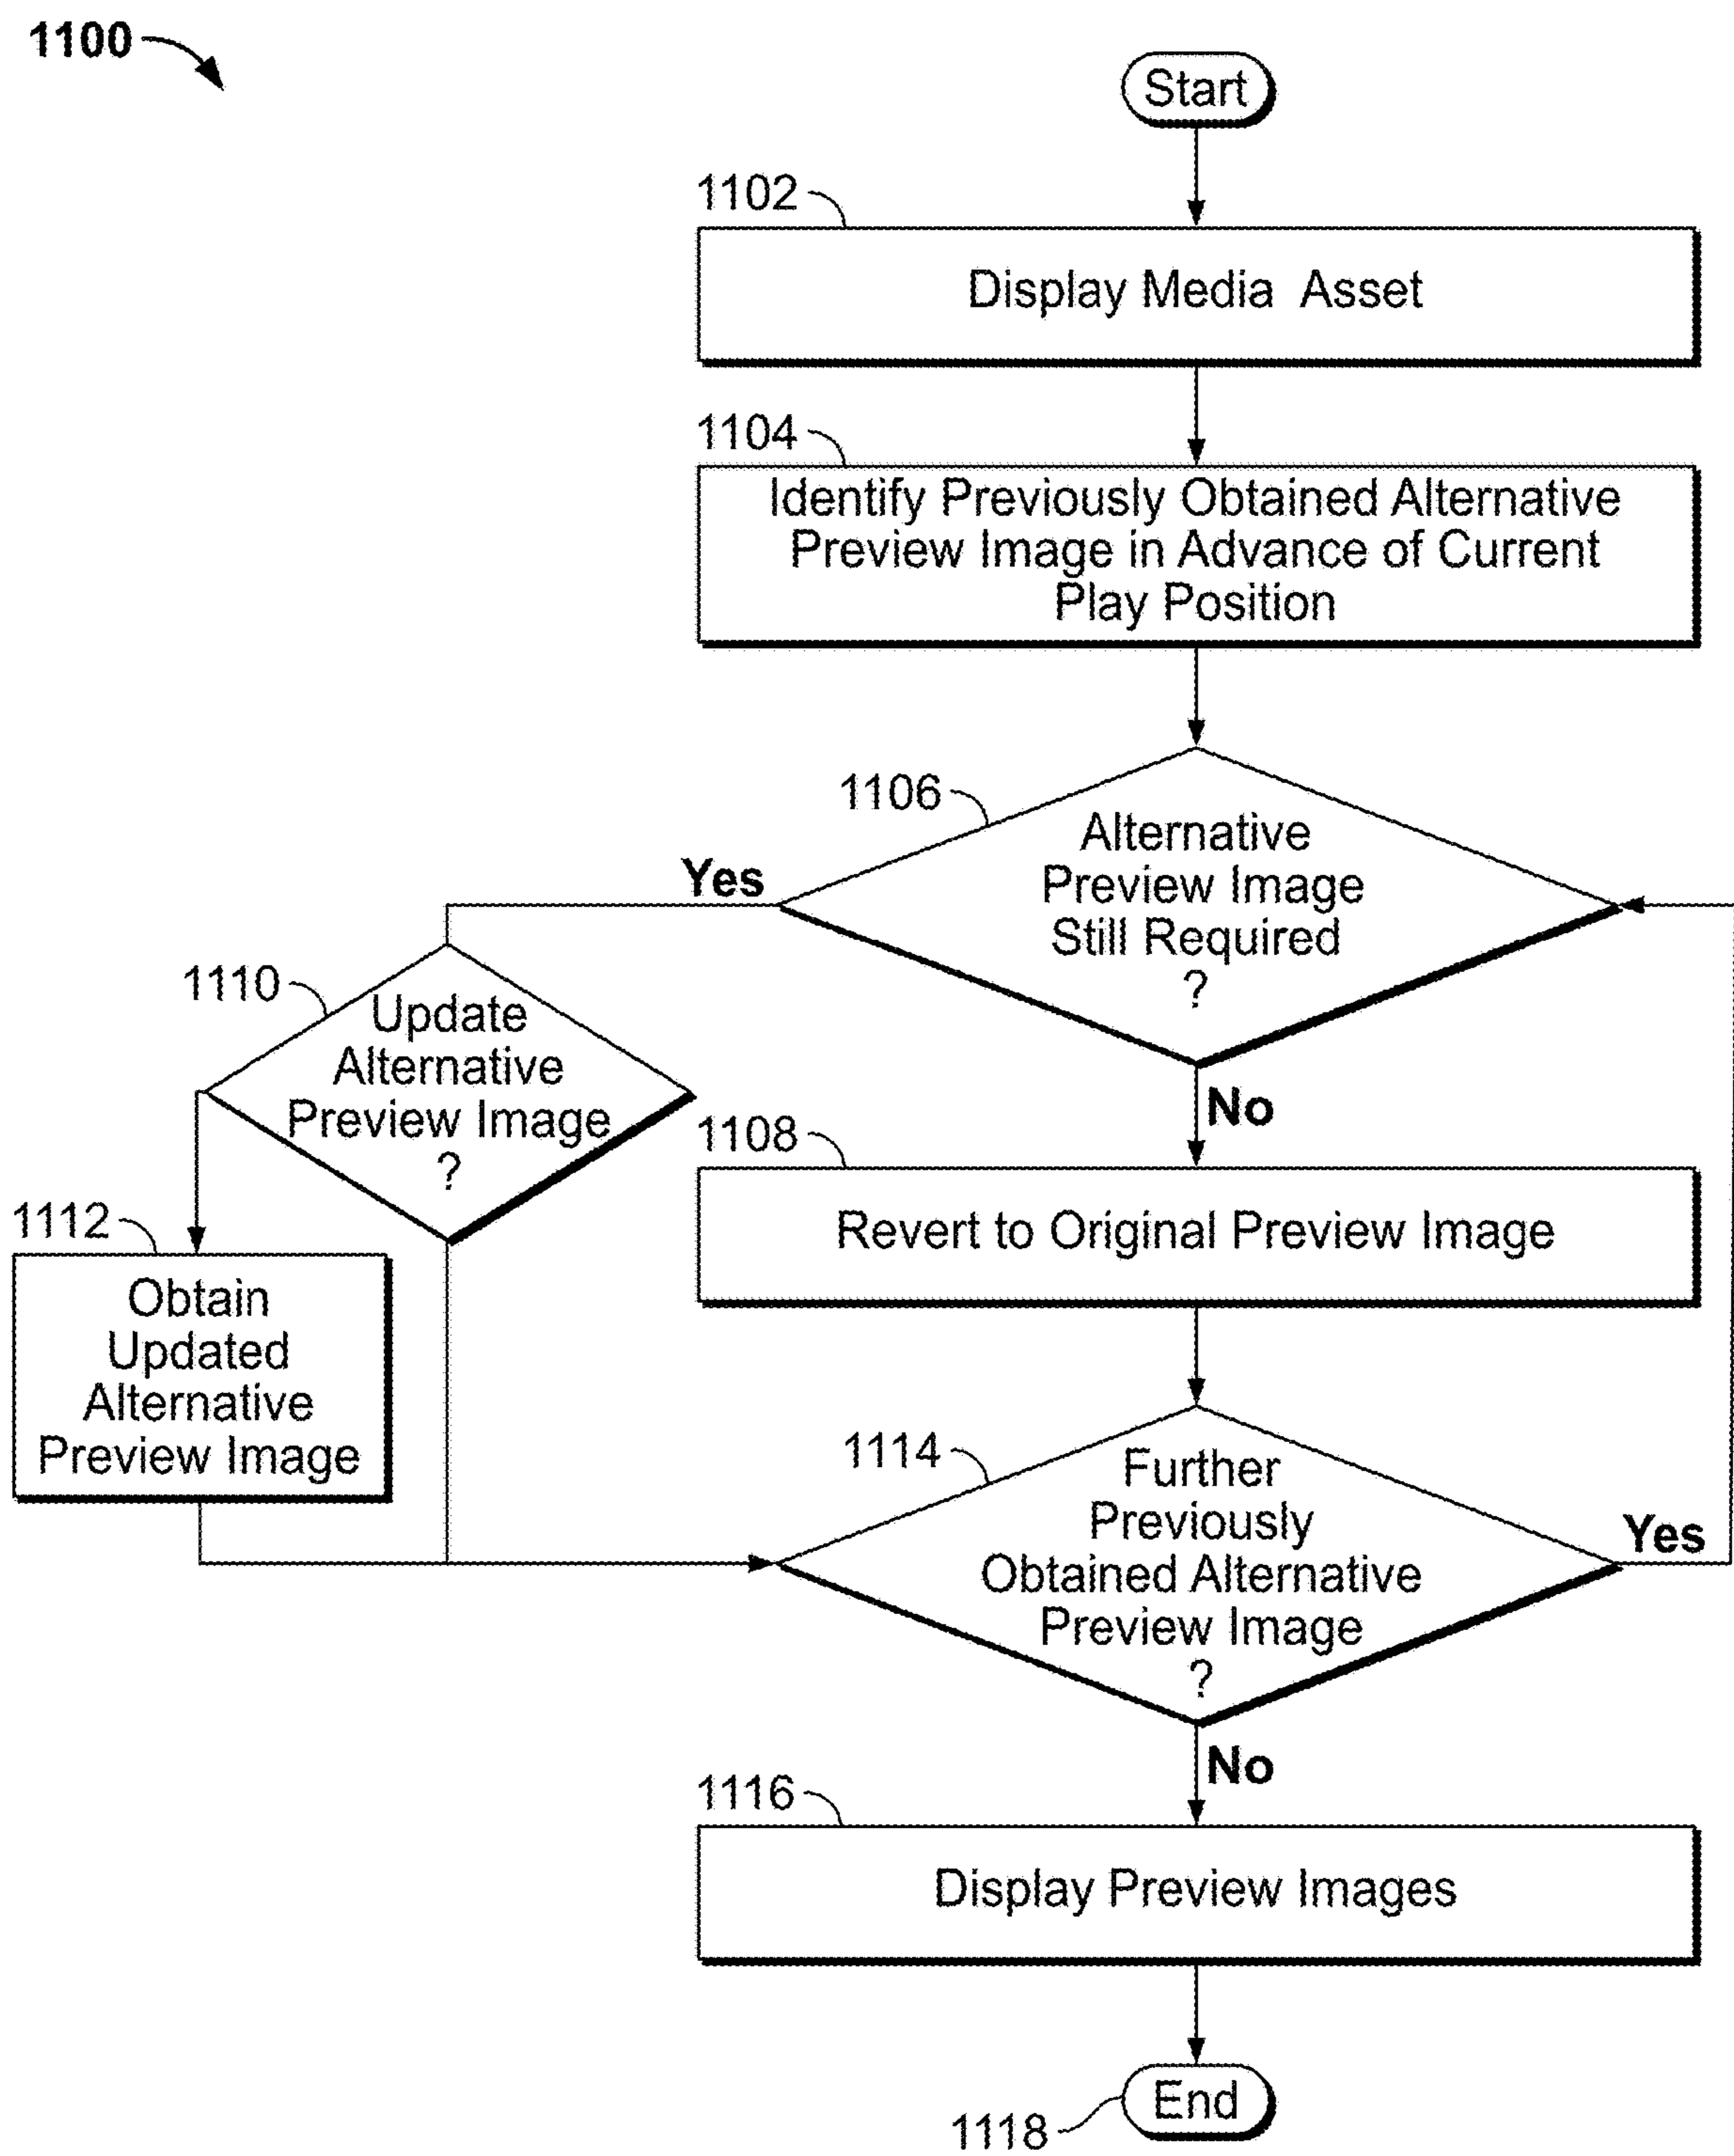 1100
Start
1102
Display Media Asset
1104
Identify Previously Obtained Alternative
Preview Image in Advance of Current
Play Position
1106
Alternative
Preview Image
Still Required
?
Yes
No
1110
Update
Alternative
Preview Image
?
1108
Revert to Original Preview Image
1112
Obtain
Updated
Alternative
Preview Image
1114
Further
Previously
Obtained Alternative
Preview Image
?
Yes
No
1116
Display Preview Images
End
1118